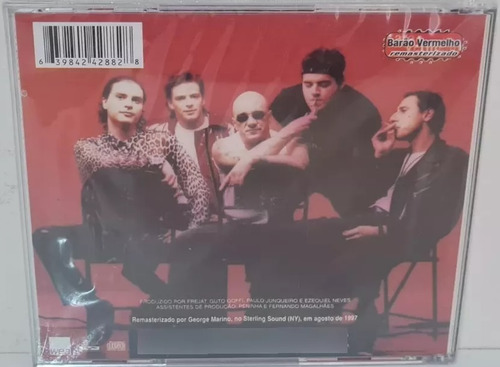 6 39842 42882 8
Barão Vermelho
remasterizado
PRODUZIDO POR FREJAT, GUTO GOFFI, PAULO JUNQUEIRO E EZEQUIEL NEVES
ASSISTENTES DE PRODUÇÃO: PENINHA E FERNANDO MAGALHÃES
Remasterizado por George Marino, no Sterling Sound (NY), em agosto de 1997